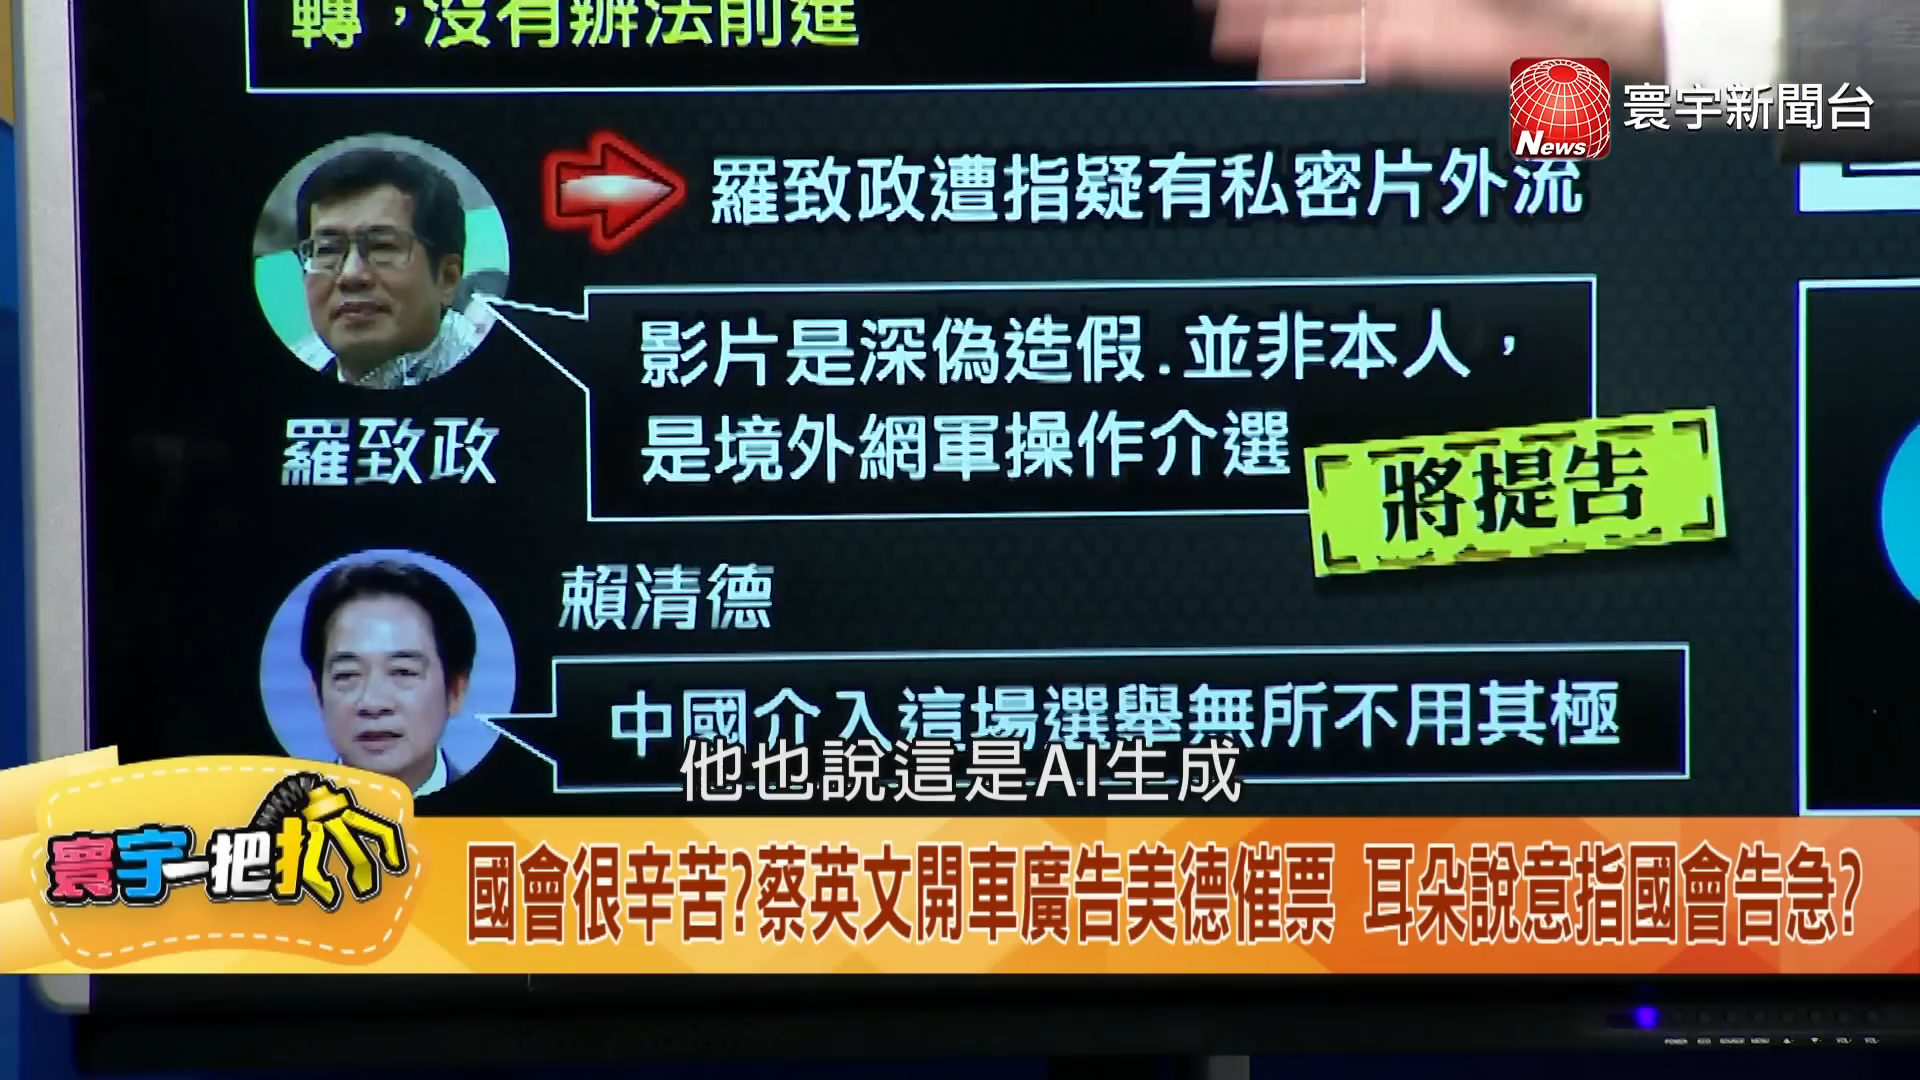 轉，沒有辦法前進
寰宇新聞台
News
羅致政遭指疑有私密片外流
影片是深偽造假.並非本人，
是境外網軍操作介選
將提告
羅致政
賴清德
中國介入這場選舉無所不用其極
他也說這是AI生成
寰宇一把抓
國會很辛苦?蔡英文開車廣告美德催票 耳朵說意指國會告急?